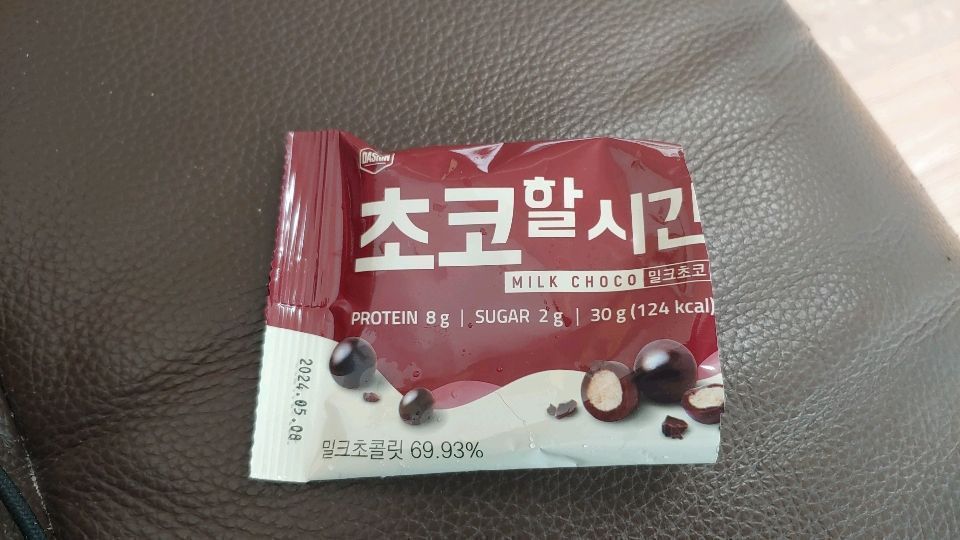 DASHIN
초코할시간
MILK CHOCO 밀크초코
PROTEIN 8g | SUGAR 2g | 30g(124 kcal)
2024.05.08
밀크초콜릿 69.93%